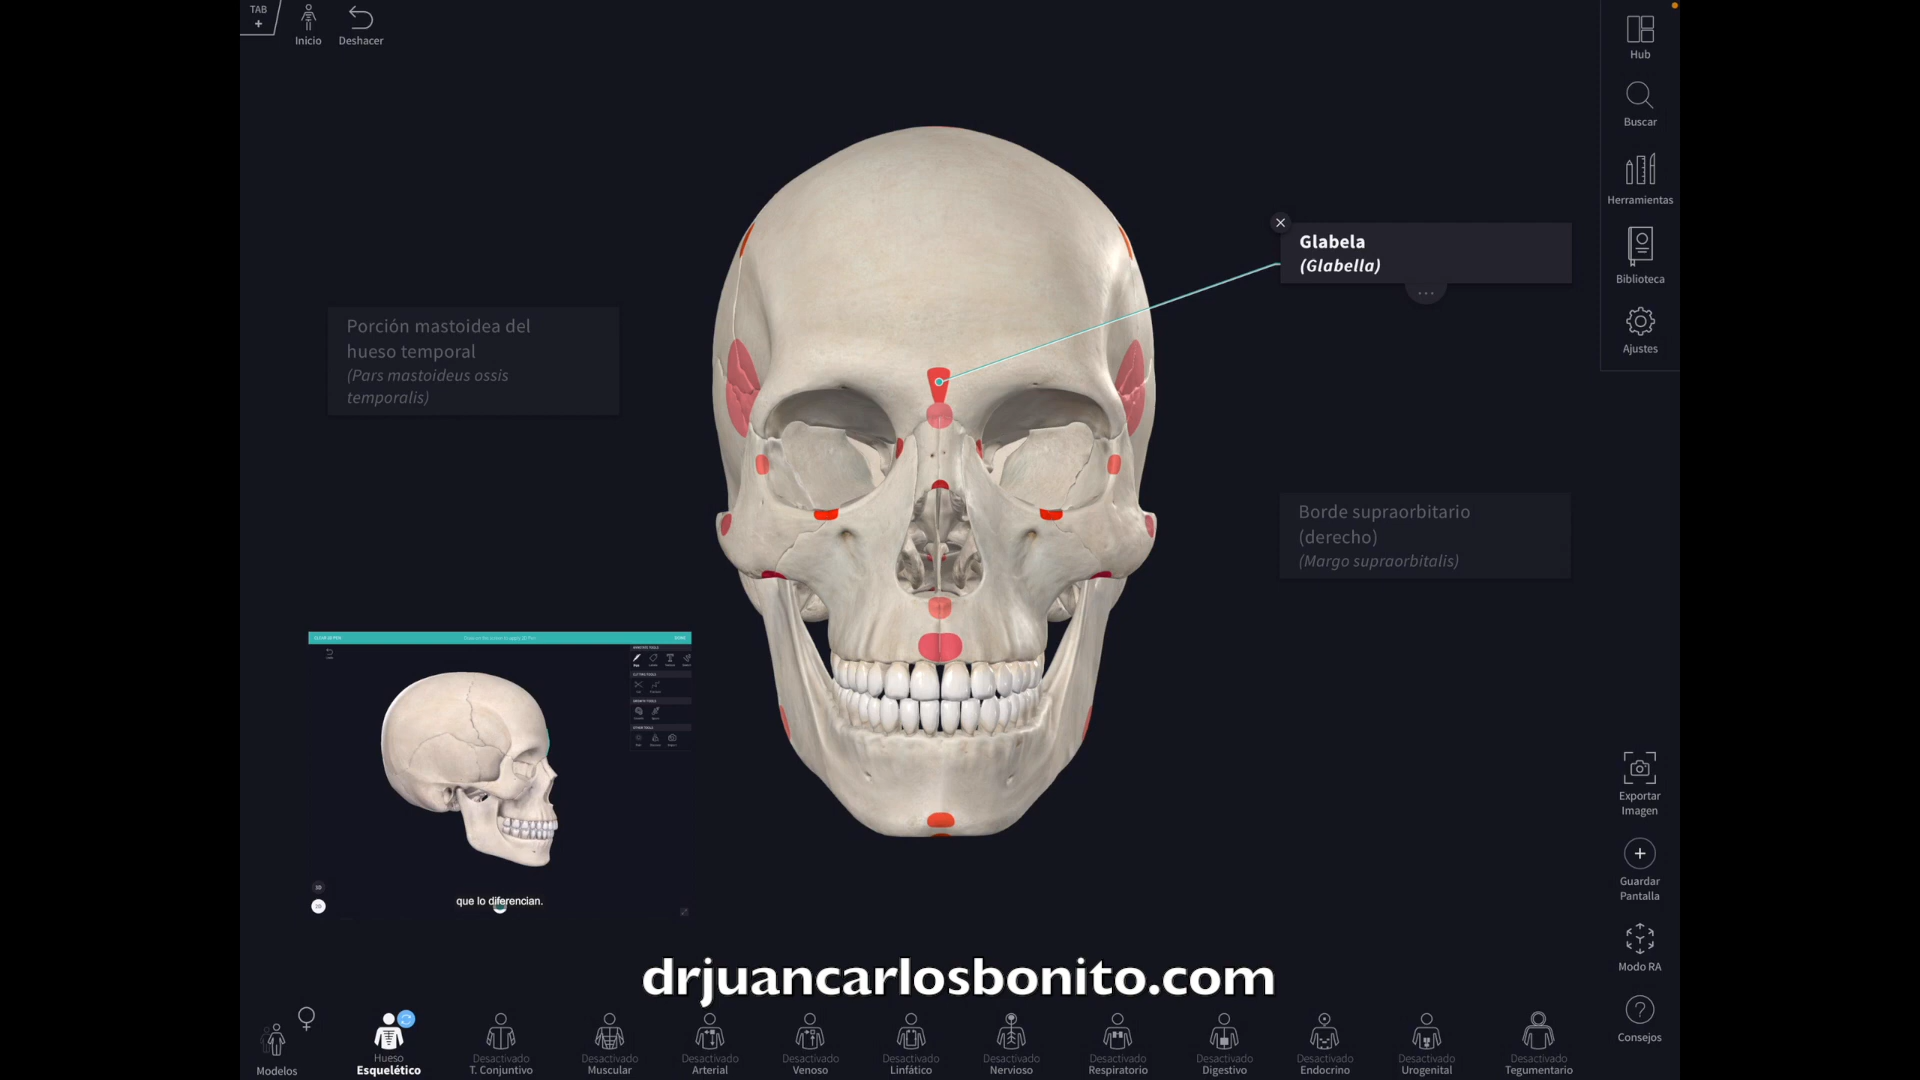 TAB
+
Inicio
Deshacer
Hub
Buscar
Herramientas
Biblioteca
Ajustes
Glabela
(Glabella)
...
Porción mastoidea del
hueso temporal
(Pars mastoideus ossis
temporalis)
Borde supraorbitario
(derecho)
(Margo supraorbitalis)
que lo diferencian.
Exportar
Imagen
Guardar
Pantalla
Modo RA
Consejos
drjuancarlosbonito.com
Modelos
Hueso
Esquelético
Desactivado
T. Conjuntivo
Desactivado
Muscular
Desactivado
Arterial
Desactivado
Venoso
Desactivado
Linfático
Desactivado
Nervioso
Desactivado
Respiratorio
Desactivado
Digestivo
Desactivado
Endocrino
Desactivado
Urogenital
Desactivado
Tegumentario